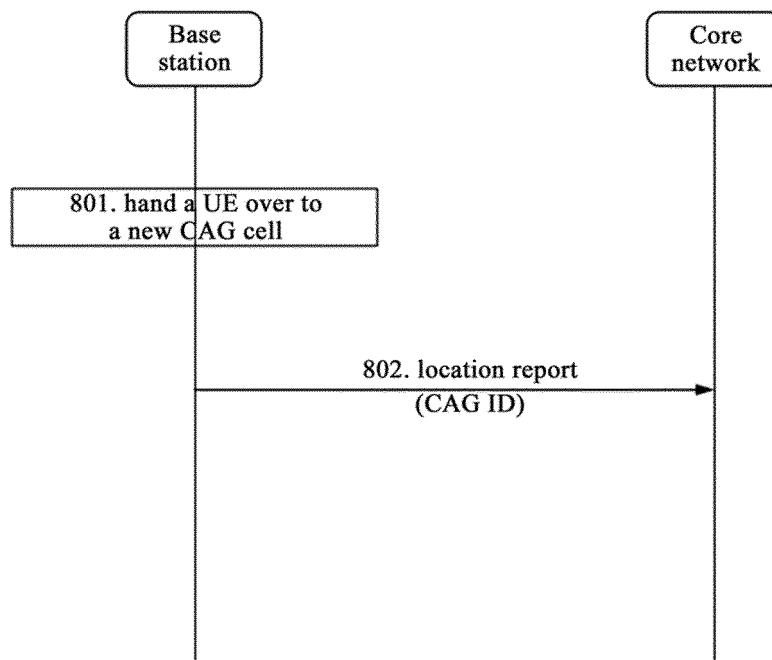 Base
station
Core
network
801. hand a UE over to
a new CAG cell
802. location report
(CAG ID)